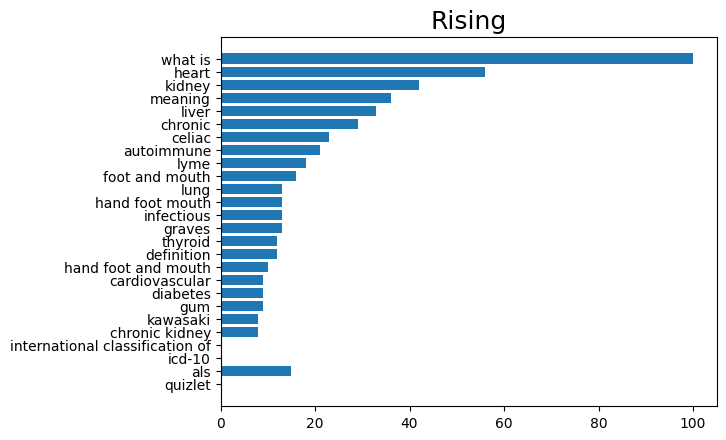 Rising
what is
heart
kidney
meaning
liver
chronic
celiac
autoimmune
lyme
foot and mouth
lung
hand foot mouth
infectious
graves
thyroid
definition
hand foot and mouth
cardiovascular
diabetes
gum
kawasaki
chronic kidney
international classification of
icd-10
als
quizlet
0 20 40 60 80 100